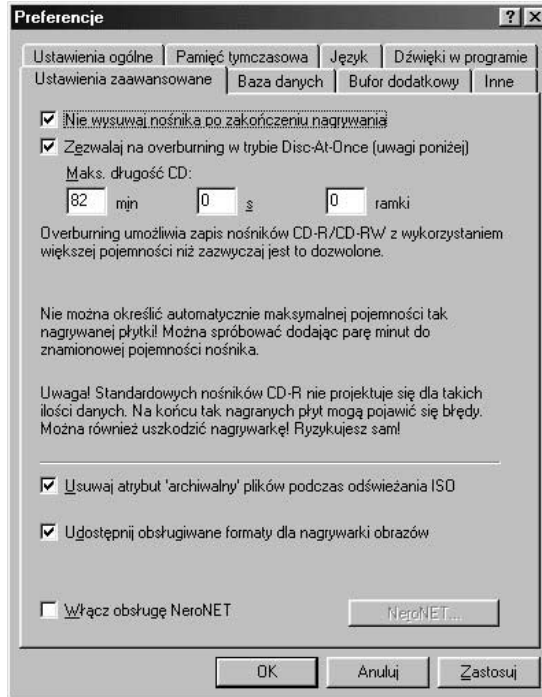 Preferencje
Ustawienia ogólne Pamięć tymczasowa Język Dźwięki w programie
Ustawienia zaawansowane Baza danych Bufor dodatkowy Inne
Nie wysuwaj nośnika po zakończeniu nagrywania
Zezwalaj na overburning w trybie Disc-At-Once (uwagi poniżej)
Maks. długość CD:
82 min 0 s 0 ramki
Overburning umożliwia zapis nośników CD-R/CD-RW z wykorzystaniem
większej pojemności niż zazwyczaj jest to dozwolone.
Nie można określić automatycznie maksymalnej pojemności tak
nagrywanej płytki! Można spróbować dodając parę minut do
znamionowej pojemności nośnika.
Uwaga! Standardowych nośników CD-R nie projektuje się dla takich
ilości danych. Na końcu tak nagranych płyt mogą pojawić się błędy.
Można również uszkodzić nagrywarkę! Ryzykujesz sam!
Usuwaj atrybut 'archiwalny' plików podczas odświeżania ISO
Udostępnij obsługiwane formaty dla nagrywarki obrazów
Włącz obsługę NeroNET NeroNET...
OK Anuluj Zastosuj